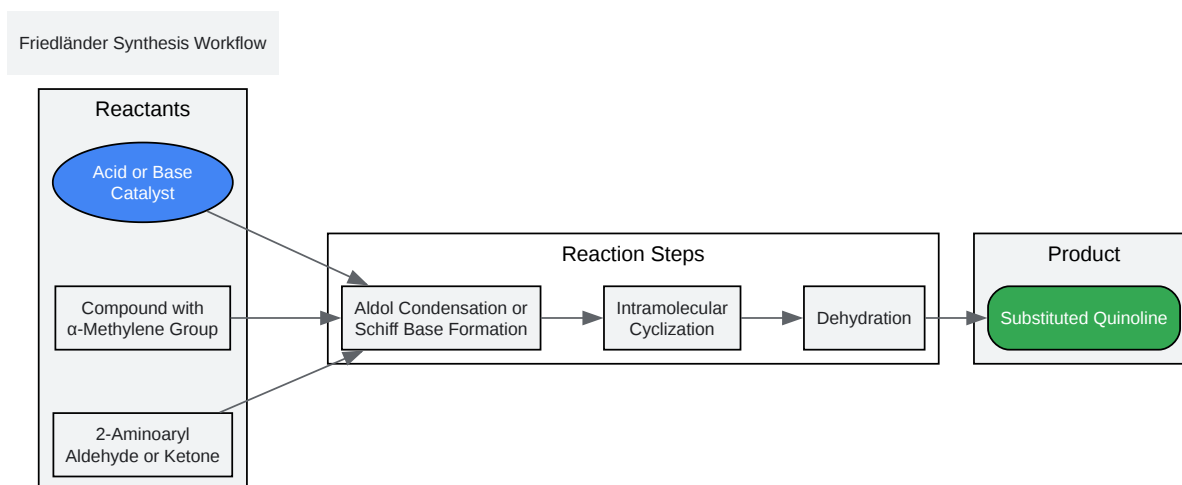 Friedländer Synthesis Workflow
Reactants
Acid or Base
Catalyst
Compound with
α-Methylene Group
2-Aminoaryl
Aldehyde or Ketone
Reaction Steps
Aldol Condensation or
Schiff Base Formation
Intramolecular
Cyclization
Dehydration
Product
Substituted Quinoline